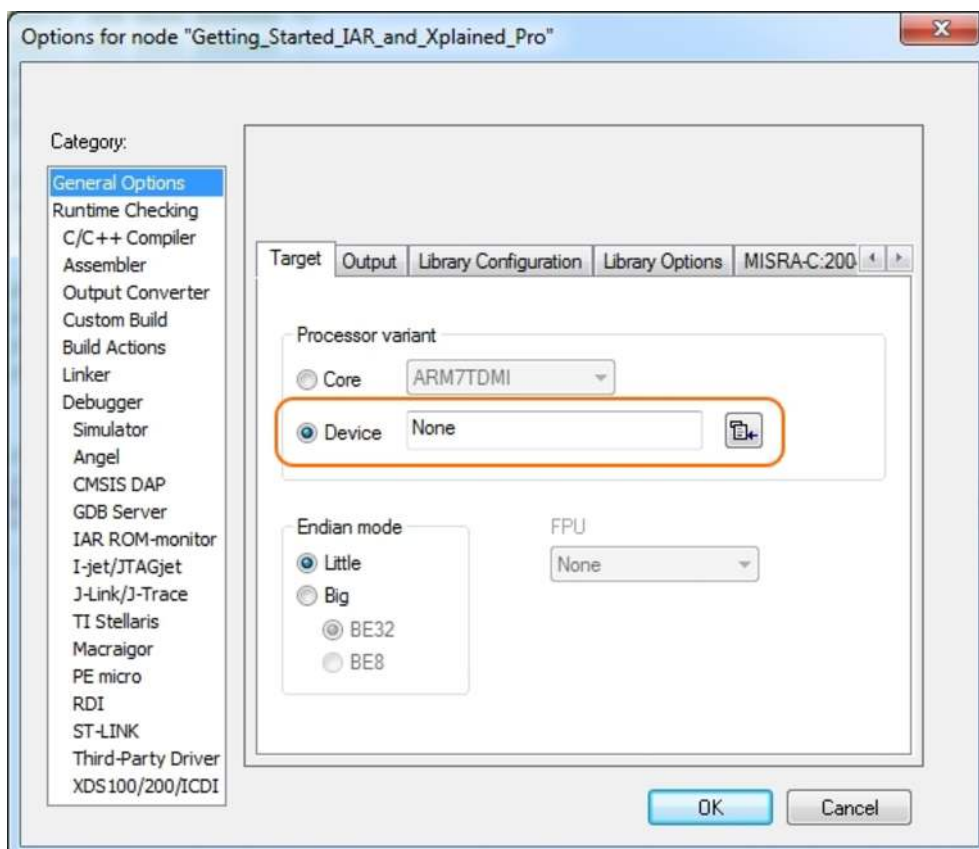 Options for node "Getting_Started_IAR_and_Xplained_Pro"
Category:
General Options
Runtime Checking
C/C++ Compiler
Assembler
Output Converter
Custom Build
Build Actions
Linker
Debugger
Simulator
Angel
CMSIS DAP
GDB Server
IAR ROM-monitor
I-jet/JTAGjet
J-Link/J-Trace
TI Stellaris
Macraigor
PE micro
RDI
ST-LINK
Third-Party Driver
XDS100/200/ICDI
Target Output Library Configuration Library Options MISRA-C:200
Processor variant
Core ARM7TDMI
Device None
Endian mode
Little
Big
BE32
BE8
FPU
None
OK Cancel